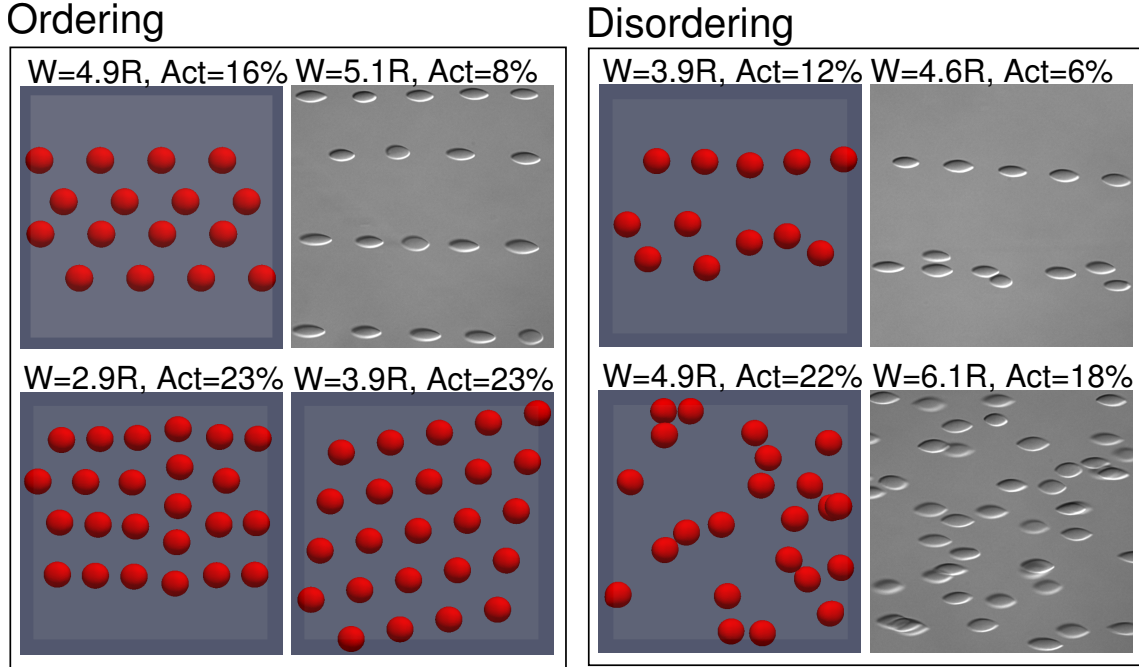 Ordering
W=4.9R, Act=16%
W=5.1R, Act=8%
W=2.9R, Act=23%
W=3.9R, Act=23%
Disordering
W=3.9R, Act=12%
W=4.6R, Act=6%
W=4.9R, Act=22%
W=6.1R, Act=18%